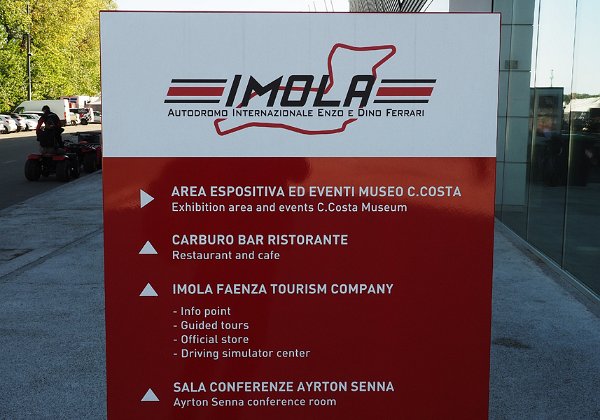 IMOLA
AUTODROMO INTERNAZIONALE ENZO E DINO FERRARI
AREA ESPOSITIVA ED EVENTI MUSEO C.COSTA
Exhibition area and events C.Costa Museum
CARBURO BAR RISTORANTE
Restaurant and cafe
IMOLA FAENZA TOURISM COMPANY
- Info point
- Guided tours
- Official store
- Driving simulator center
SALA CONFERENZE AYRTON SENNA
Ayrton Senna conference room